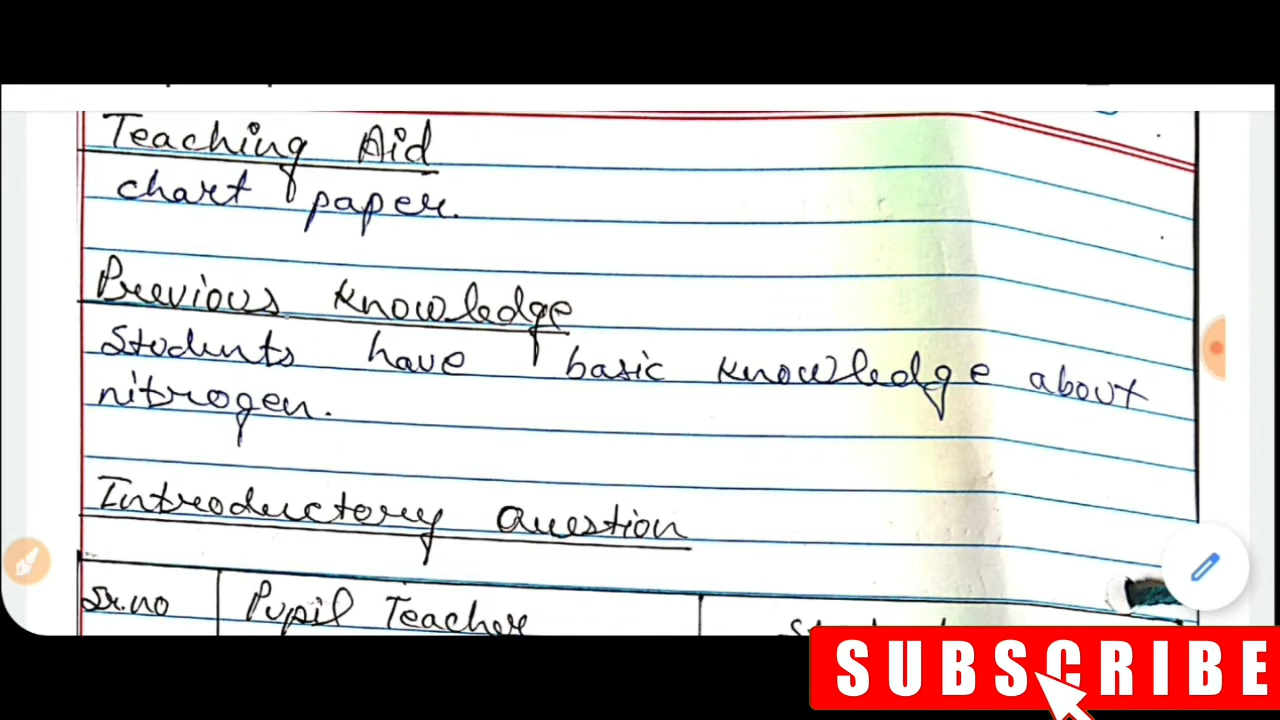 Teaching Aid
chart paper.
Previous knowledge
Students have basic knowledge about
nitrogen.
Introductory Question
Sr.no Pupil Teacher
SUBSCRIBE